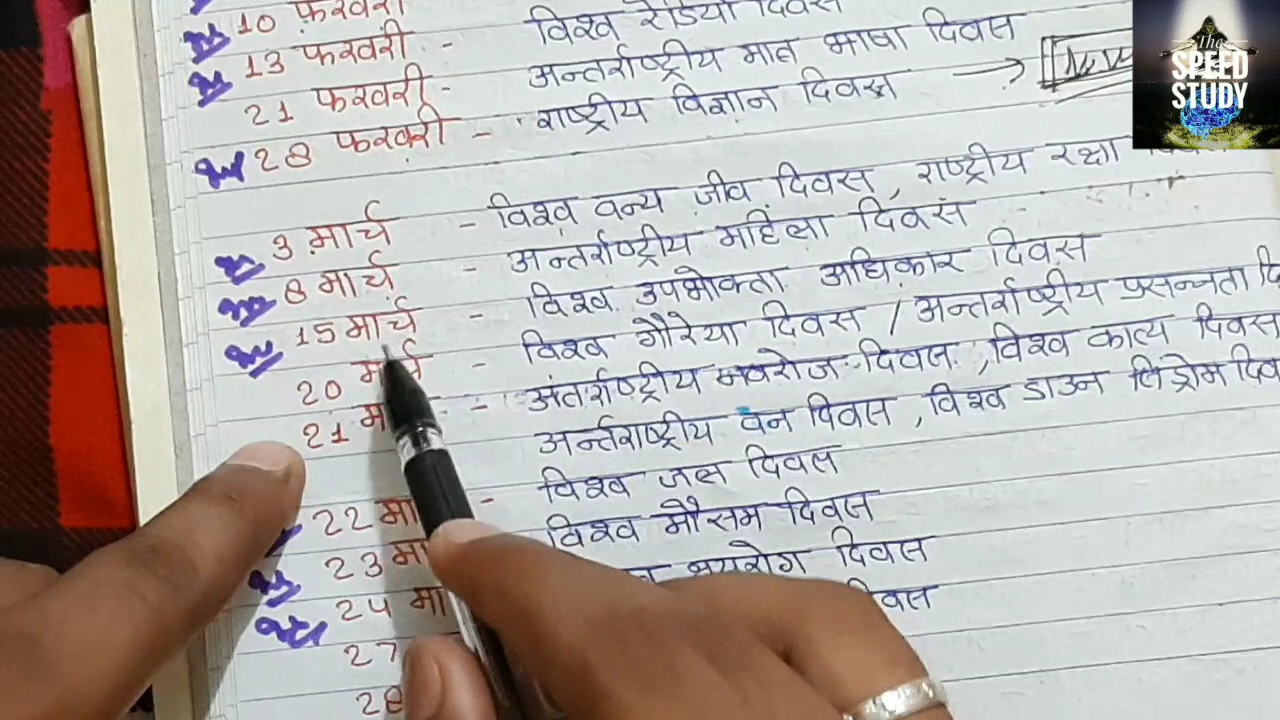 10 फरवरी
13 फरवरी - विश्व रेडियो दिवस
21 फरवरी - अन्तर्राष्ट्रीय मातृ भाषा दिवस
28 फरवरी - राष्ट्रीय विज्ञान दिवस
3 मार्च - विश्व वन्य जीव दिवस, राष्ट्रीय रक्षा
8 मार्च - अन्तर्राष्ट्रीय महिला दिवस
15 मार्च - विश्व उपभोक्ता अधिकार दिवस
20 मार्च - विश्व गौरेया दिवस / अन्तर्राष्ट्रीय प्रसन्नता दि
21 मा - अंतर्राष्ट्रीय नवरोज दिवस, विश्व काव्य दिवस
अर्न्तराष्ट्रीय वन दिवस, विश्व डाउन सिंड्रोम दिव
22 मा - विश्व जल दिवस
23 मा विश्व मौसम दिवस
24 मा क्षयरोग दिवस
27 दिवस
28
The
SPEED
STUDY